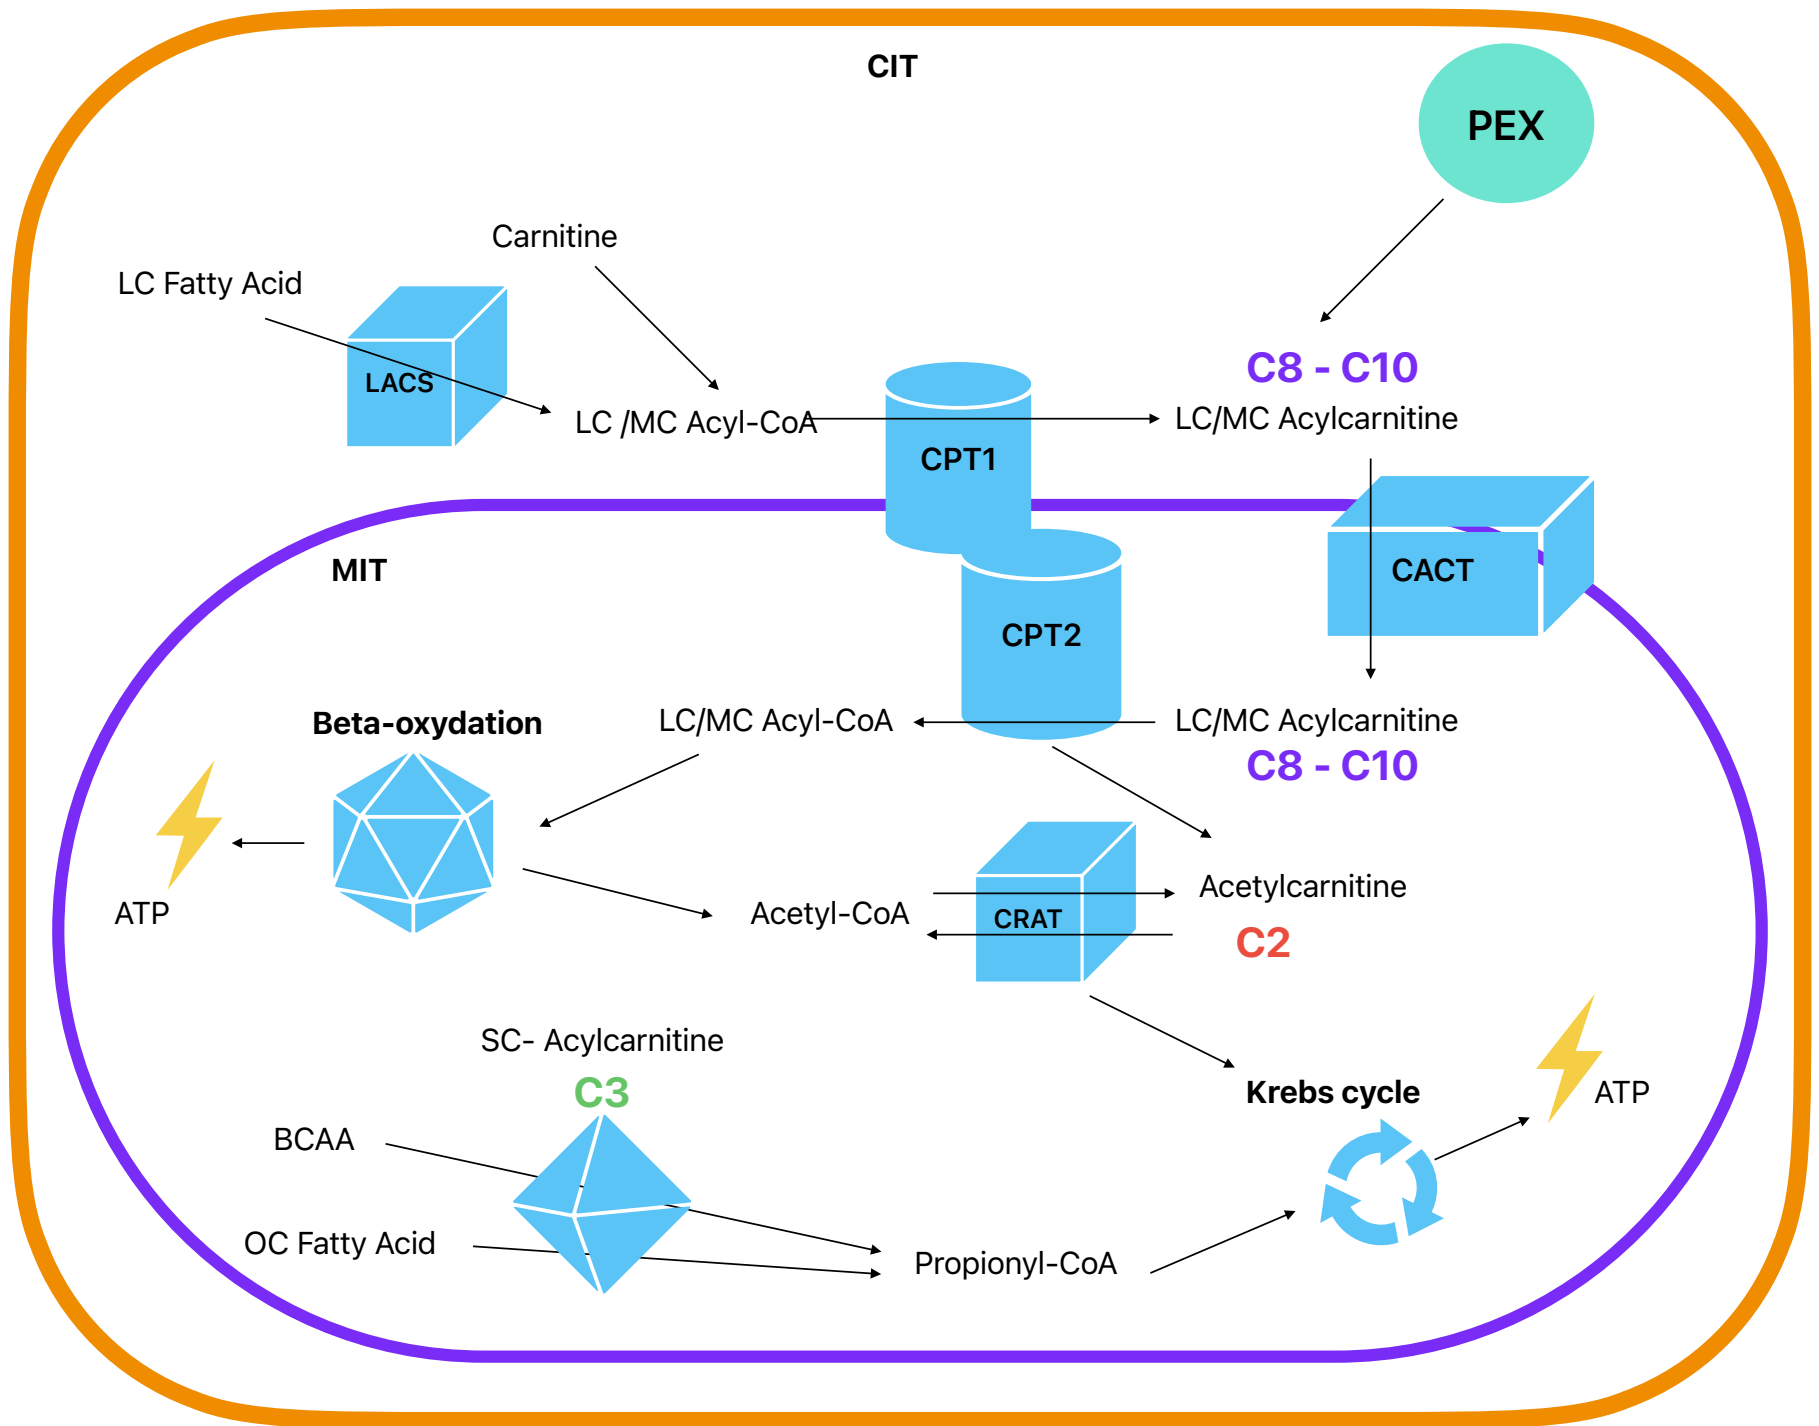 CIT
PEX
Carnitine
LC Fatty Acid
LACS
C8 - C10
LC /MC Acyl-CoA
LC/MC Acylcarnitine
CPT1
MIT
CACT
CPT2
Beta-oxydation
LC/MC Acyl-CoA
LC/MC Acylcarnitine
C8 - C10
ATP
Acetyl-CoA
CRAT
Acetylcarnitine
C2
SC- Acylcarnitine
C3
Krebs cycle
ATP
BCAA
OC Fatty Acid
Propionyl-CoA